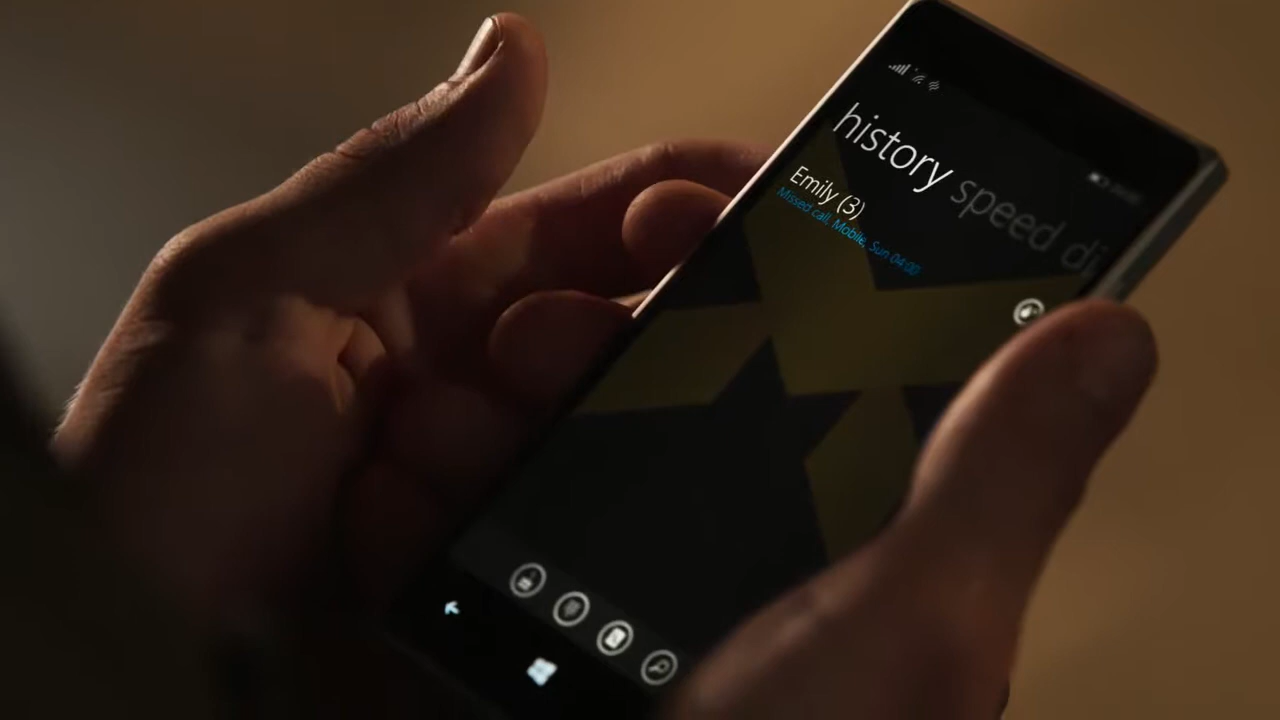 history speed di
Emily (3)
Missed call, Mobile, Sun 04:00